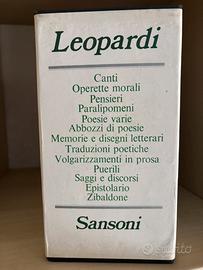 Leopardi
Canti
Operette morali
Pensieri
Paralipomeni
Poesie varie
Abbozzi di poesie
Memorie e disegni letterari
Traduzioni poetiche
Volgarizzamenti in prosa
Puerili
Saggi e discorsi
Epistolario
Zibaldone
Sansoni
subito